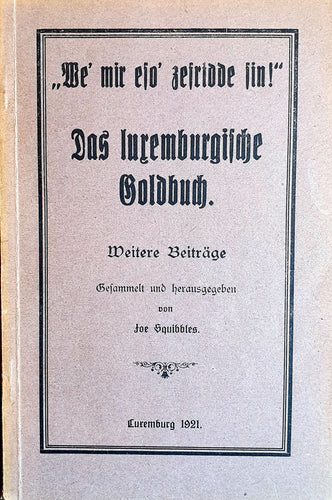 „We' mir eso' zefridde sin!“
Das luxemburgische
Goldbuch.
Weitere Beiträge
Gesammelt und herausgegeben
von
Joe Squibbles.
Luxemburg 1921.